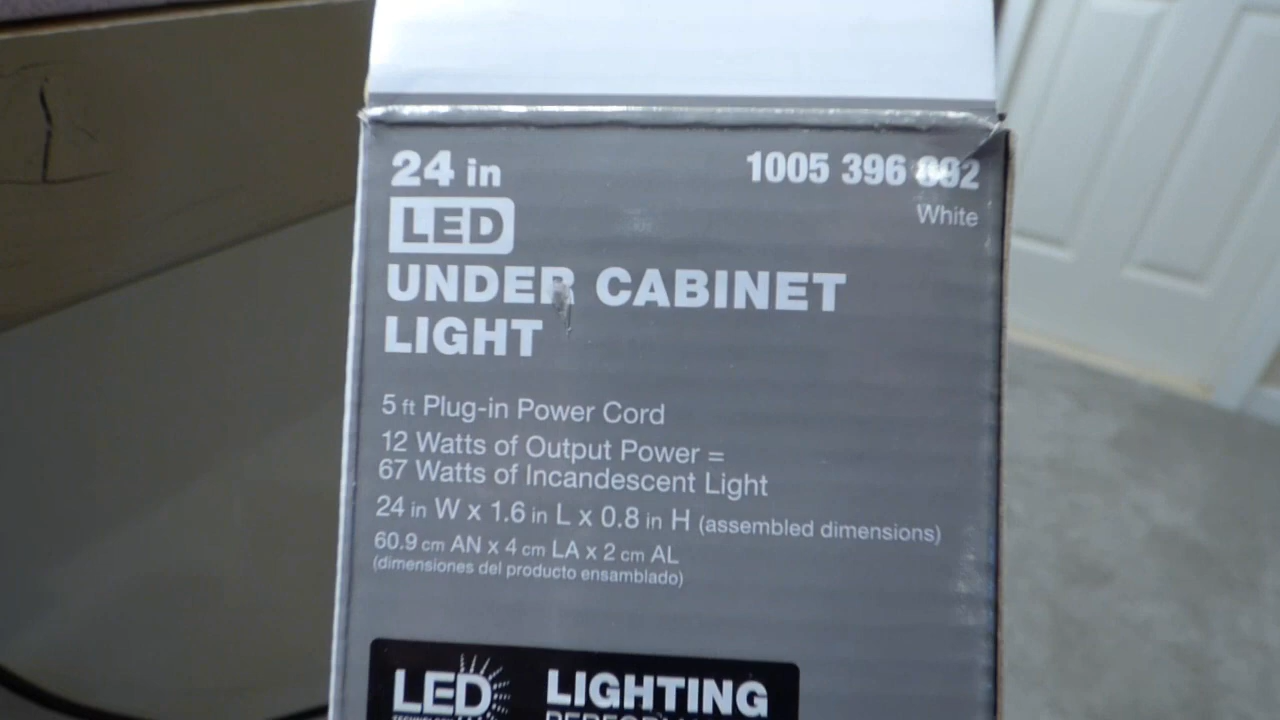 24 in
1005 396 892
LED
White
UNDER CABINET
LIGHT
5 ft Plug-in Power Cord
12 Watts of Output Power =
67 Watts of Incandescent Light
24 in W x 1.6 in L x 0.8 in H (assembled dimensions)
60.9 cm AN x 4 cm LA x 2 cm AL
(dimensiones del producto ensamblado)
LED LIGHTING